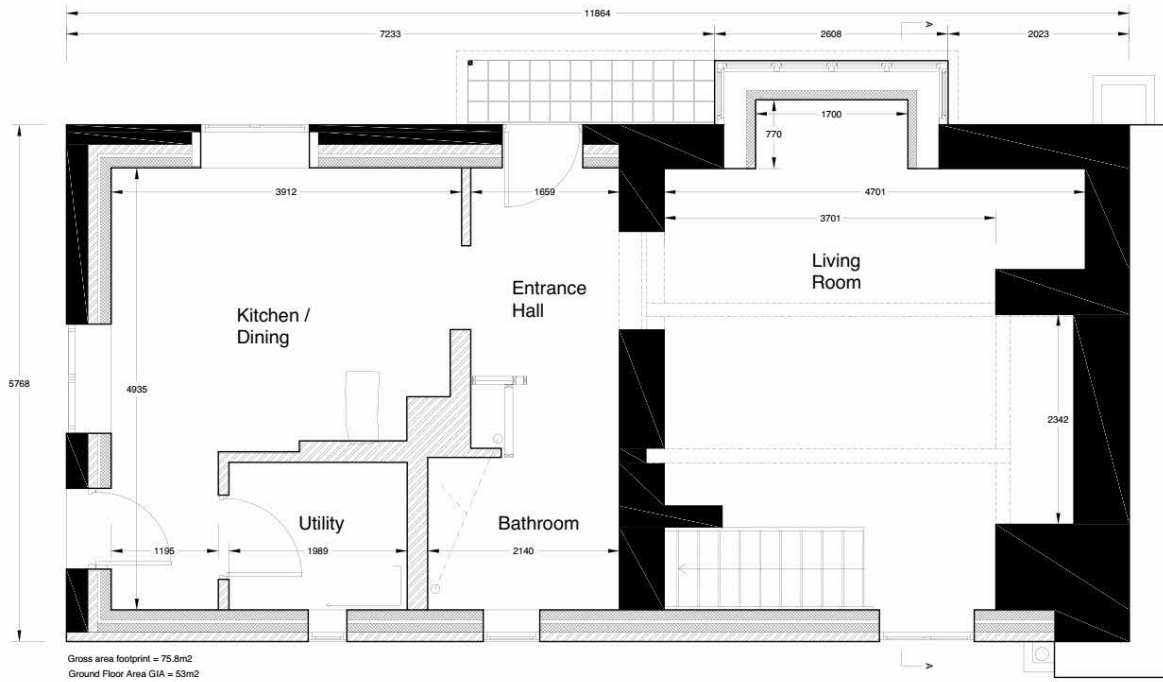 11864
7233
2608
A
2023
1700
770
3912
1659
4701
3701
Living
Room
Entrance
Hall
Kitchen /
Dining
5768
4935
2342
Utility
Bathroom
1195
1989
2140
Gross area footprint = 75.8m2
A
Ground Floor Area GIA = 53m2